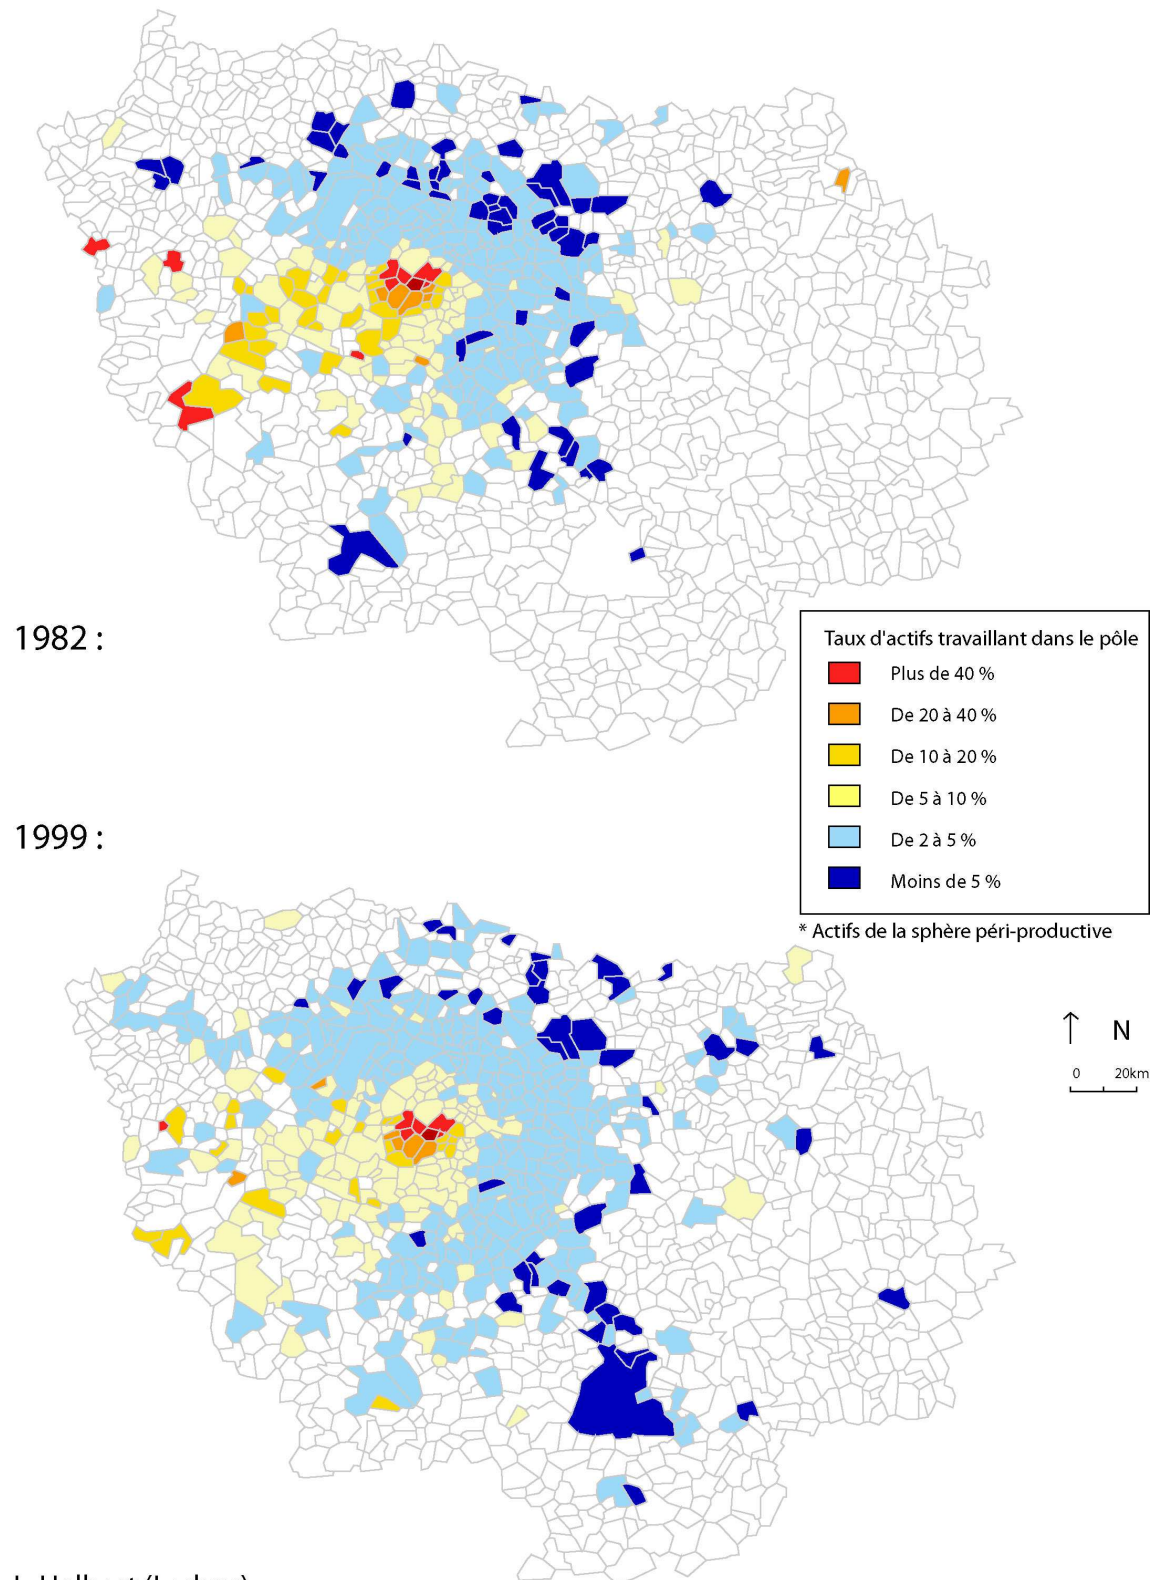 1982 :
Taux d'actifs travaillant dans le pôle
Plus de 40 %
De 20 à 40 %
De 10 à 20 %
De 5 à 10 %
De 2 à 5 %
Moins de 5 %
1999 :
* Actifs de la sphère péri-productive
N
0 20km